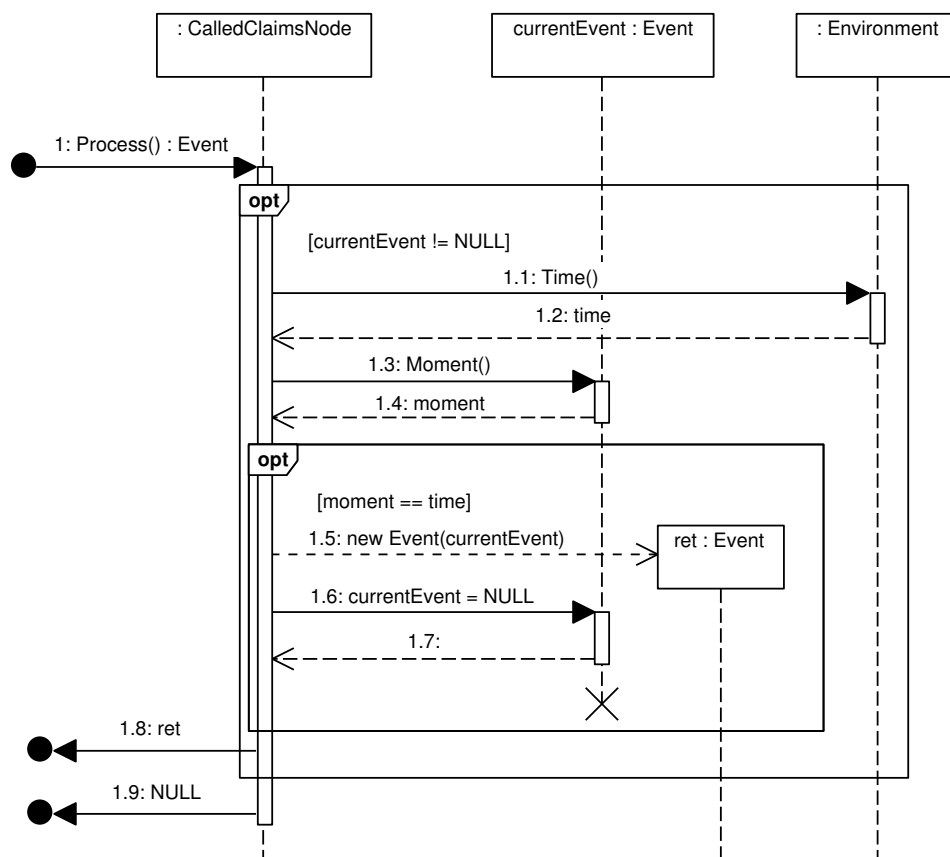 : CalledClaimsNode
currentEvent : Event
: Environment
1: Process() : Event
opt
[currentEvent != NULL]
1.1: Time()
1.2: time
1.3: Moment()
1.4: moment
opt
[moment == time]
1.5: new Event(currentEvent)
ret : Event
1.6: currentEvent = NULL
1.7:
1.8: ret
1.9: NULL